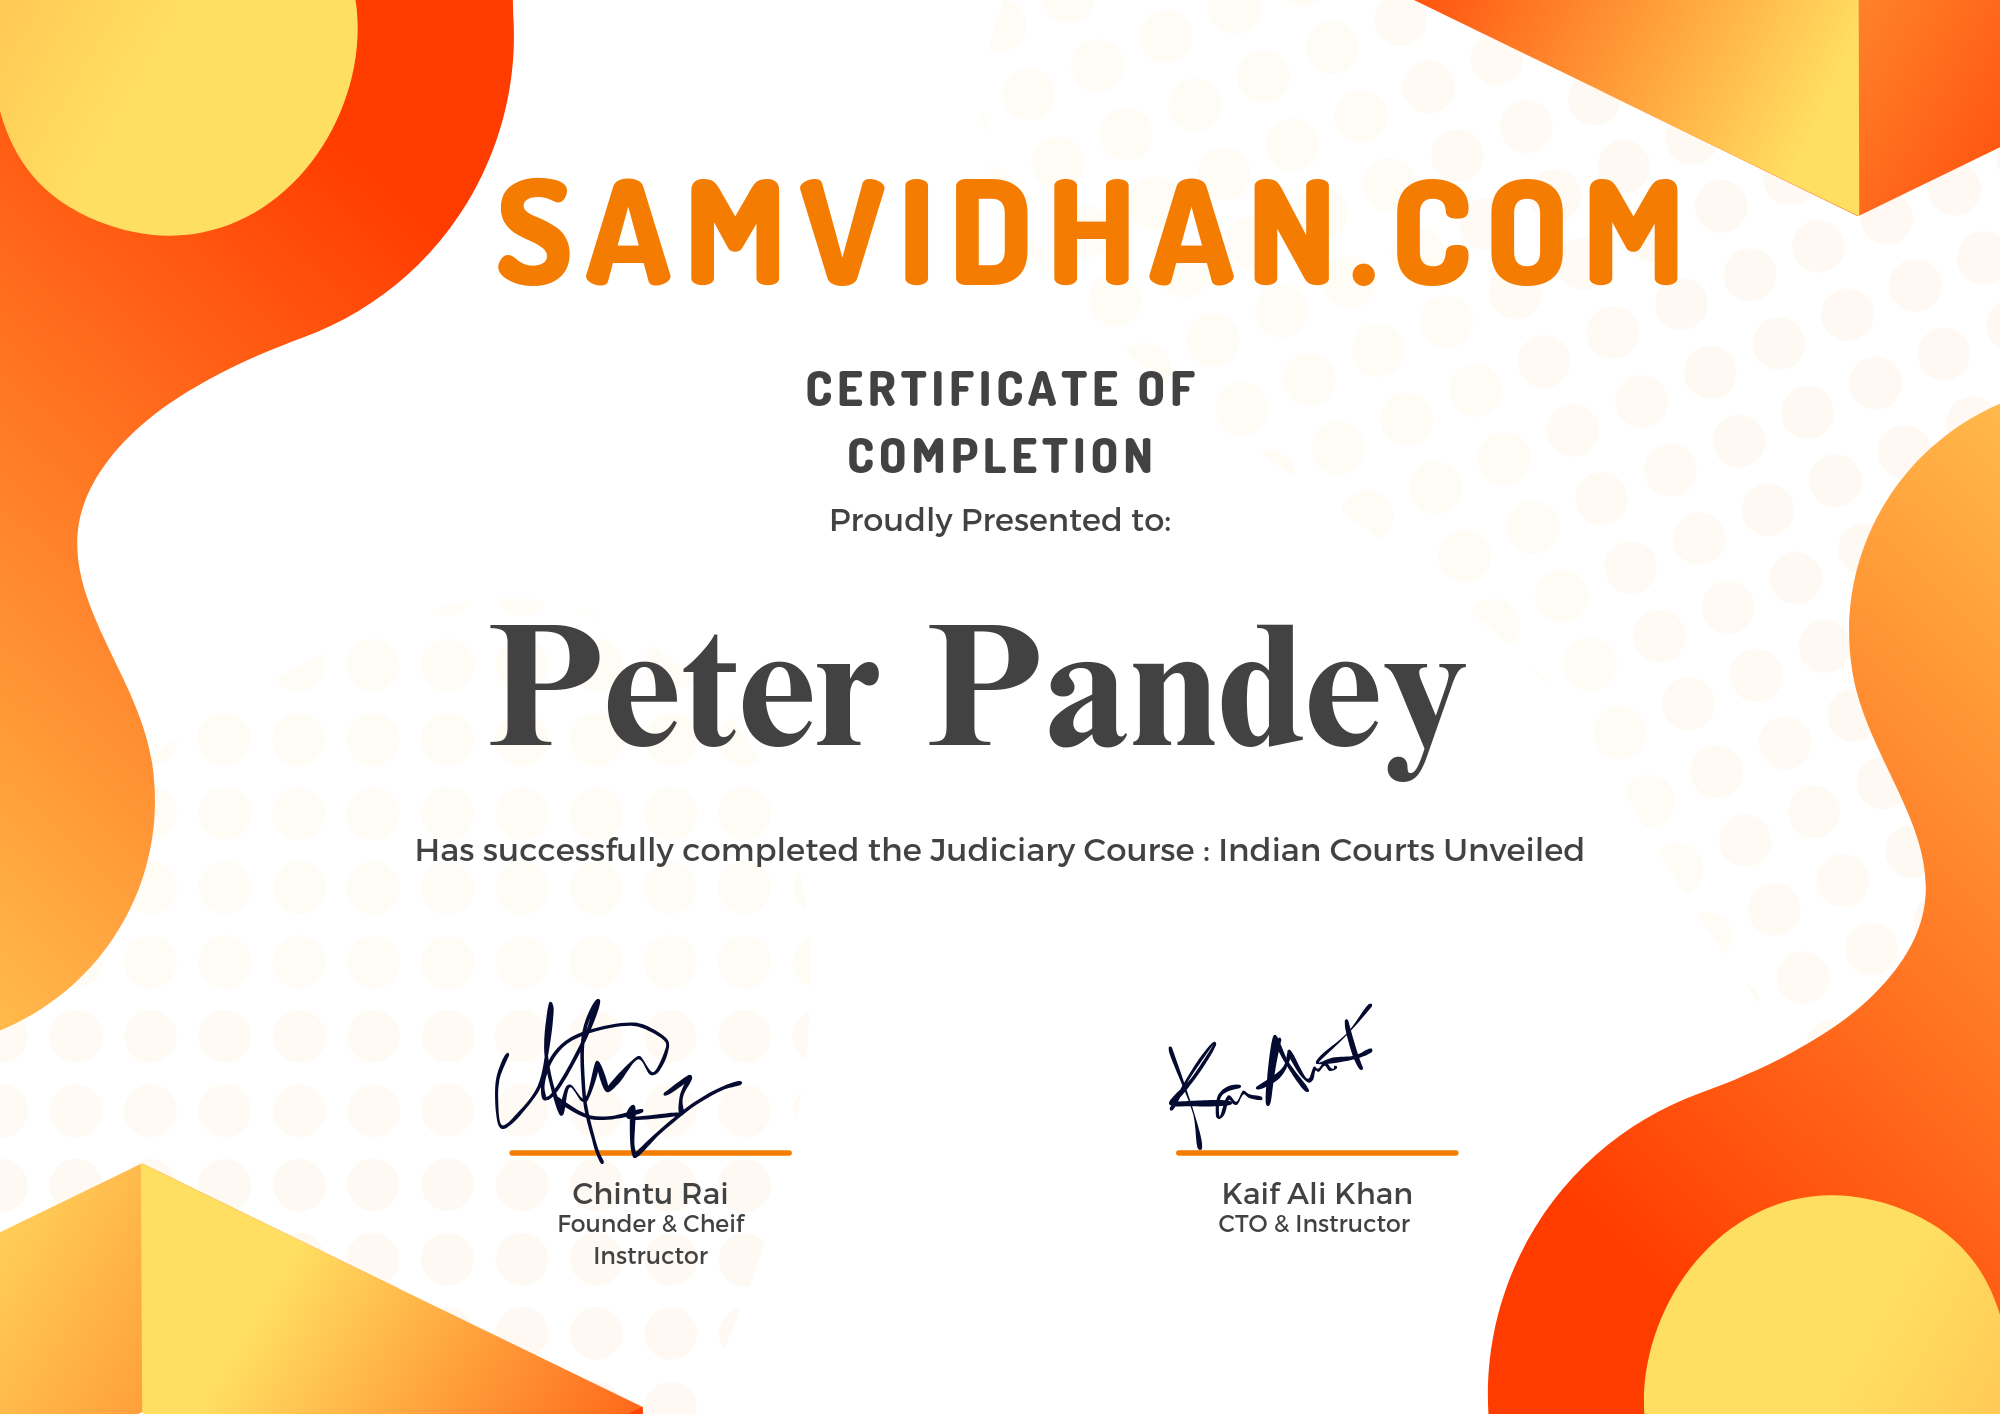 SAMVIDHAN.COM
CERTIFICATE OF
COMPLETION
Proudly Presented to:
Peter Pandey
Has successfully completed the Judiciary Course : Indian Courts Unveiled
Chintu Rai
Founder & Cheif
Instructor
Kaif Ali Khan
CTO & Instructor